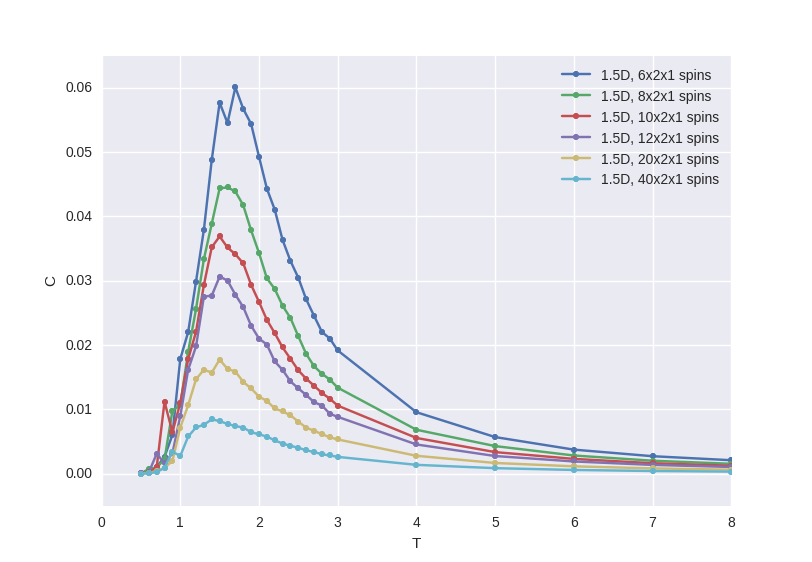 0.06
0.05
0.04
0.03
0.02
0.01
0.00
C
0 1 2 3 4 5 6 7 8
T
1.5D, 6x2x1 spins
1.5D, 8x2x1 spins
1.5D, 10x2x1 spins
1.5D, 12x2x1 spins
1.5D, 20x2x1 spins
1.5D, 40x2x1 spins